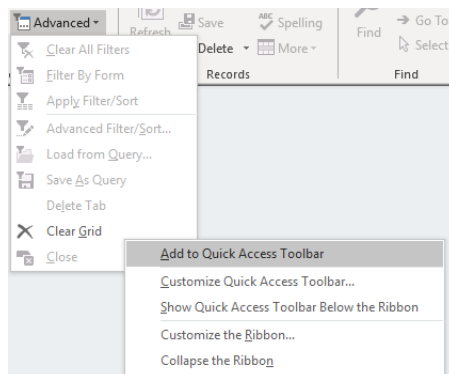 Advanced
Refresh
Save
ABC Spelling
Delete
More
Find
Go To
Select
Records
Find
Clear All Filters
Filter By Form
Apply Filter/Sort
Advanced Filter/Sort...
Load from Query...
Save As Query
Delete Tab
Clear Grid
Close
Add to Quick Access Toolbar
Customize Quick Access Toolbar...
Show Quick Access Toolbar Below the Ribbon
Customize the Ribbon...
Collapse the Ribbon